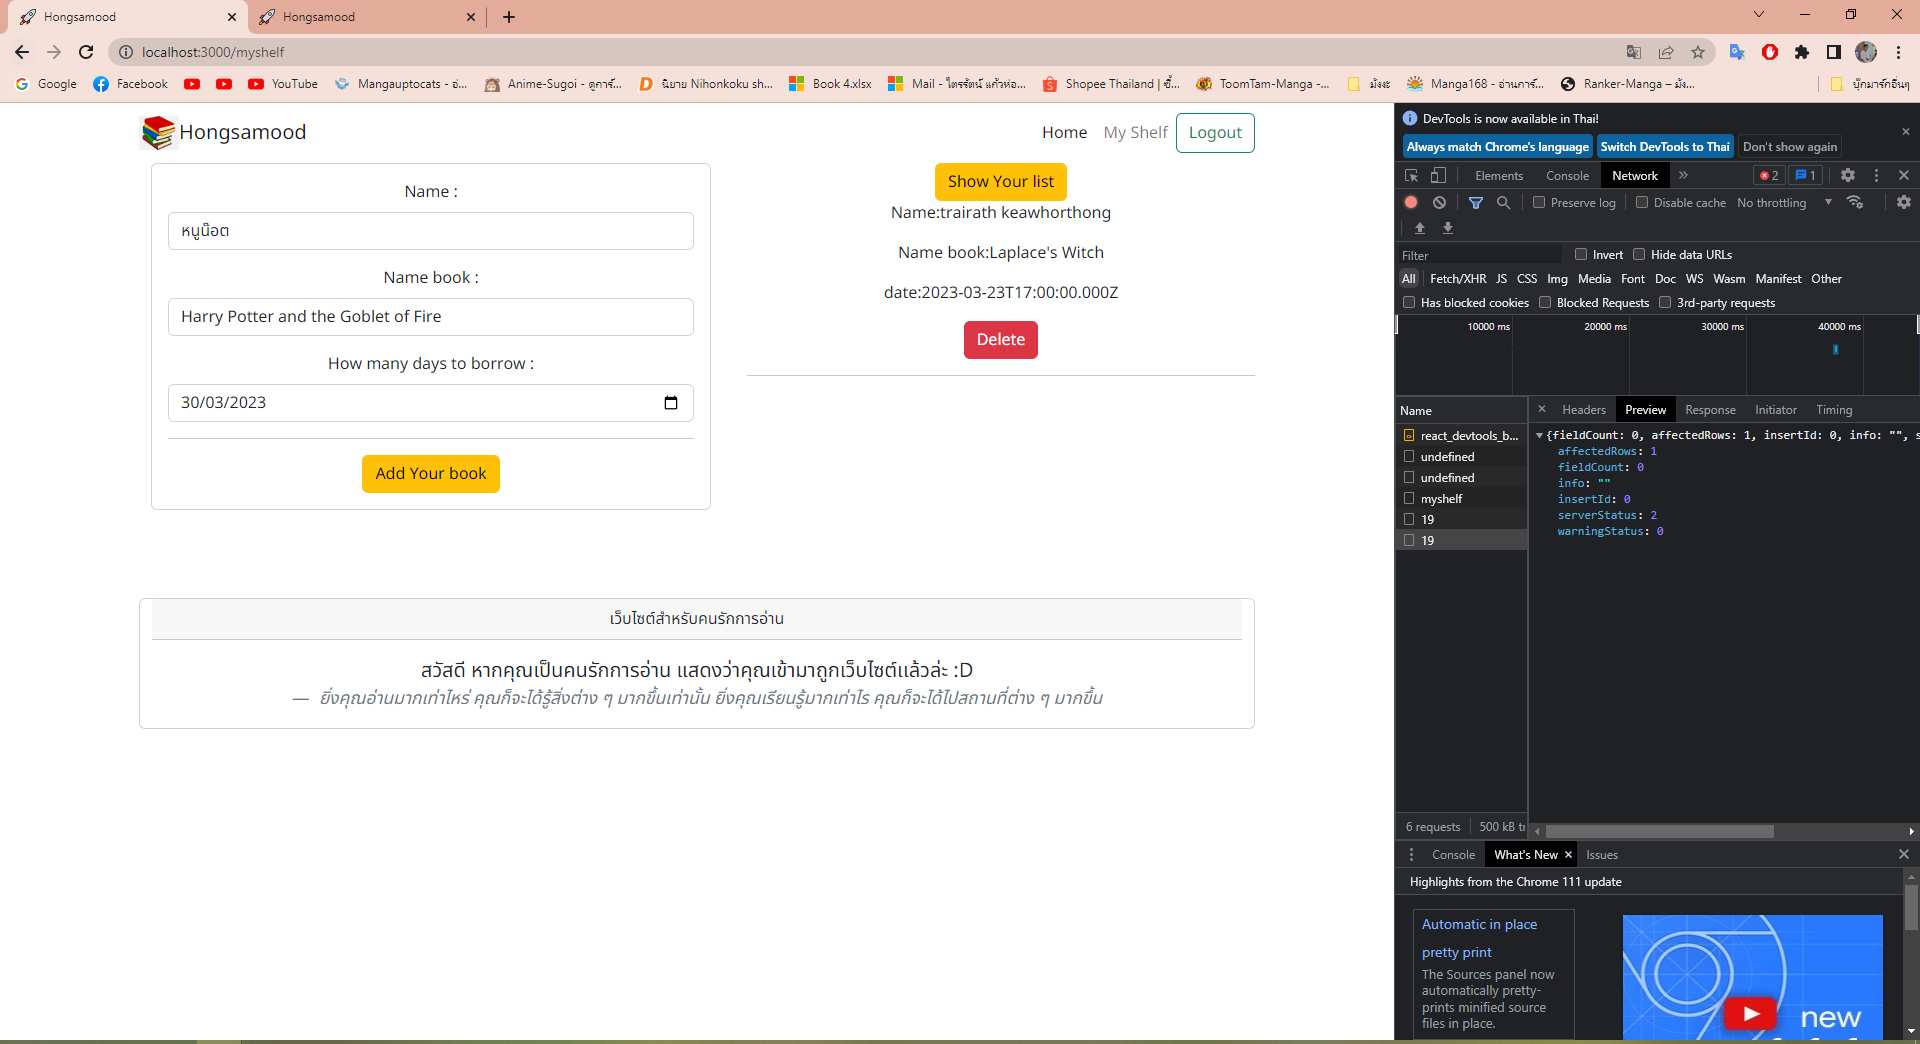 Hongsamood
Hongsamood
localhost:3000/myshelf
Google
Facebook
YouTube
Mangauptocats - อ่...
Anime-Sugoi - ดูการ์...
นิยาย Nihonkoku sh...
Book 4.xlsx
Mail - ไตรรัตน์ แก้วห่อ...
Shopee Thailand | ซื้...
ToomTam-Manga -...
มังงะ
Manga168 - อ่านการ์...
Ranker-Manga – มัง...
บุ๊กมาร์กอื่นๆ
Hongsamood
Home
My Shelf
Logout
Name :
หนูน๊อต
Name book :
Harry Potter and the Goblet of Fire
How many days to borrow :
30/03/2023
Add Your book
Show Your list
Name:trairath keawhorthong
Name book:Laplace's Witch
date:2023-03-23T17:00:00.000Z
Delete
เว็บไซต์สำหรับคนรักการอ่าน
สวัสดี หากคุณเป็นคนรักการอ่าน แสดงว่าคุณเข้ามาถูกเว็บไซต์แล้วล่ะ :D
— ยิ่งคุณอ่านมากเท่าไหร่ คุณก็จะได้รู้สิ่งต่าง ๆ มากขึ้นเท่านั้น ยิ่งคุณเรียนรู้มากเท่าไร คุณก็จะได้ไปสถานที่ต่าง ๆ มากขึ้น
DevTools is now available in Thai!
Always match Chrome's language
Switch DevTools to Thai
Don't show again
Elements
Console
Network
2
1
Preserve log
Disable cache
No throttling
Filter
Invert
Hide data URLs
All
Fetch/XHR
JS
CSS
Img
Media
Font
Doc
WS
Wasm
Manifest
Other
Has blocked cookies
Blocked Requests
3rd-party requests
10000 ms
20000 ms
30000 ms
40000 ms
Name
Headers
Preview
Response
Initiator
Timing
react_devtools_b...
undefined
undefined
myshelf
19
19
{fieldCount: 0, affectedRows: 1, insertId: 0, info: "", s
affectedRows: 1
fieldCount: 0
info: ""
insertId: 0
serverStatus: 2
warningStatus: 0
6 requests
500 kB tr
Console
What's New
Issues
Highlights from the Chrome 111 update
Automatic in place
pretty print
The Sources panel now
automatically pretty-
prints minified source
files in place.
new